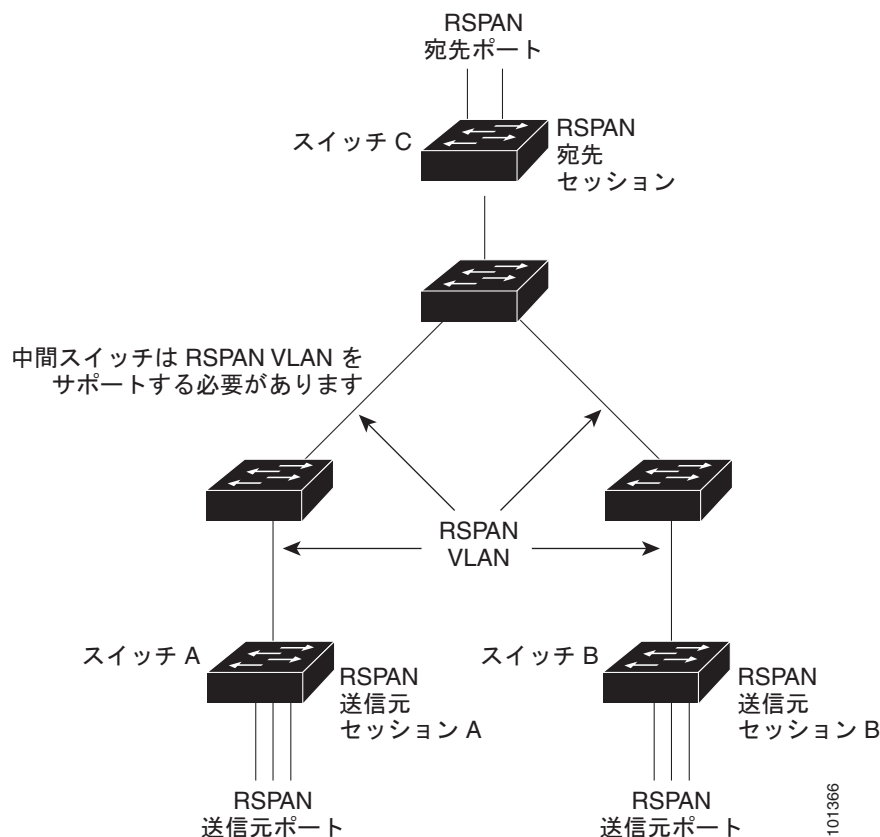 RSPAN
宛先ポート
スイッチ C
RSPAN
宛先
セッション
中間スイッチは RSPAN VLAN を
サポートする必要があります
RSPAN
VLAN
スイッチ A
RSPAN
送信元
セッション A
スイッチ B
RSPAN
送信元
セッション B
RSPAN
送信元ポート
RSPAN
送信元ポート
101366